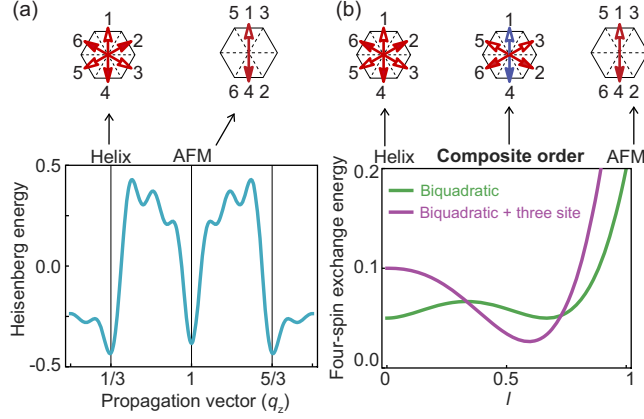 (a)
1
6 2
5 3
4
5 1 3
6 4 2
Helix AFM
0.5
0.0
-0.5
Heisenberg energy
1/3 1 5/3
Propagation vector (qz)
(b)
1
6 2
5 3
4
1
5 3
6 2
4
5 1 3
6 4 2
Helix Composite order AFM
0.2
0.1
0.0
Four-spin exchange energy
Biquadratic
Biquadratic + three site
0 0.5 1
l